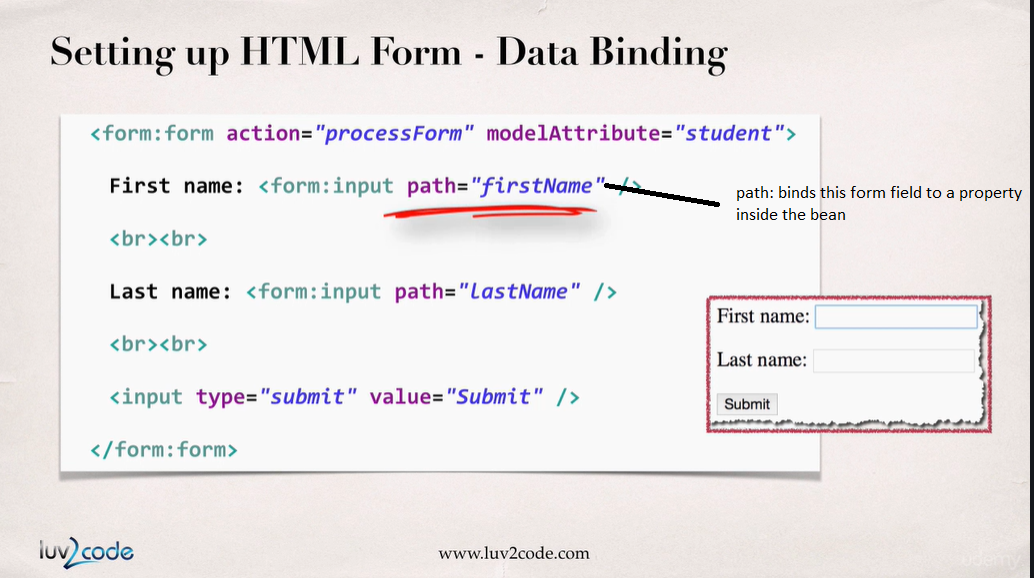 Setting up HTML Form - Data Binding
<form:form action="processForm" modelAttribute="student">
First name: <form:input path="firstName" />
path: binds this form field to a property
inside the bean
<br><br>
Last name: <form:input path="lastName" />
<br><br>
<input type="submit" value="Submit" />
</form:form>
First name:
Last name:
Submit
luv2code
www.luv2code.com
udemy